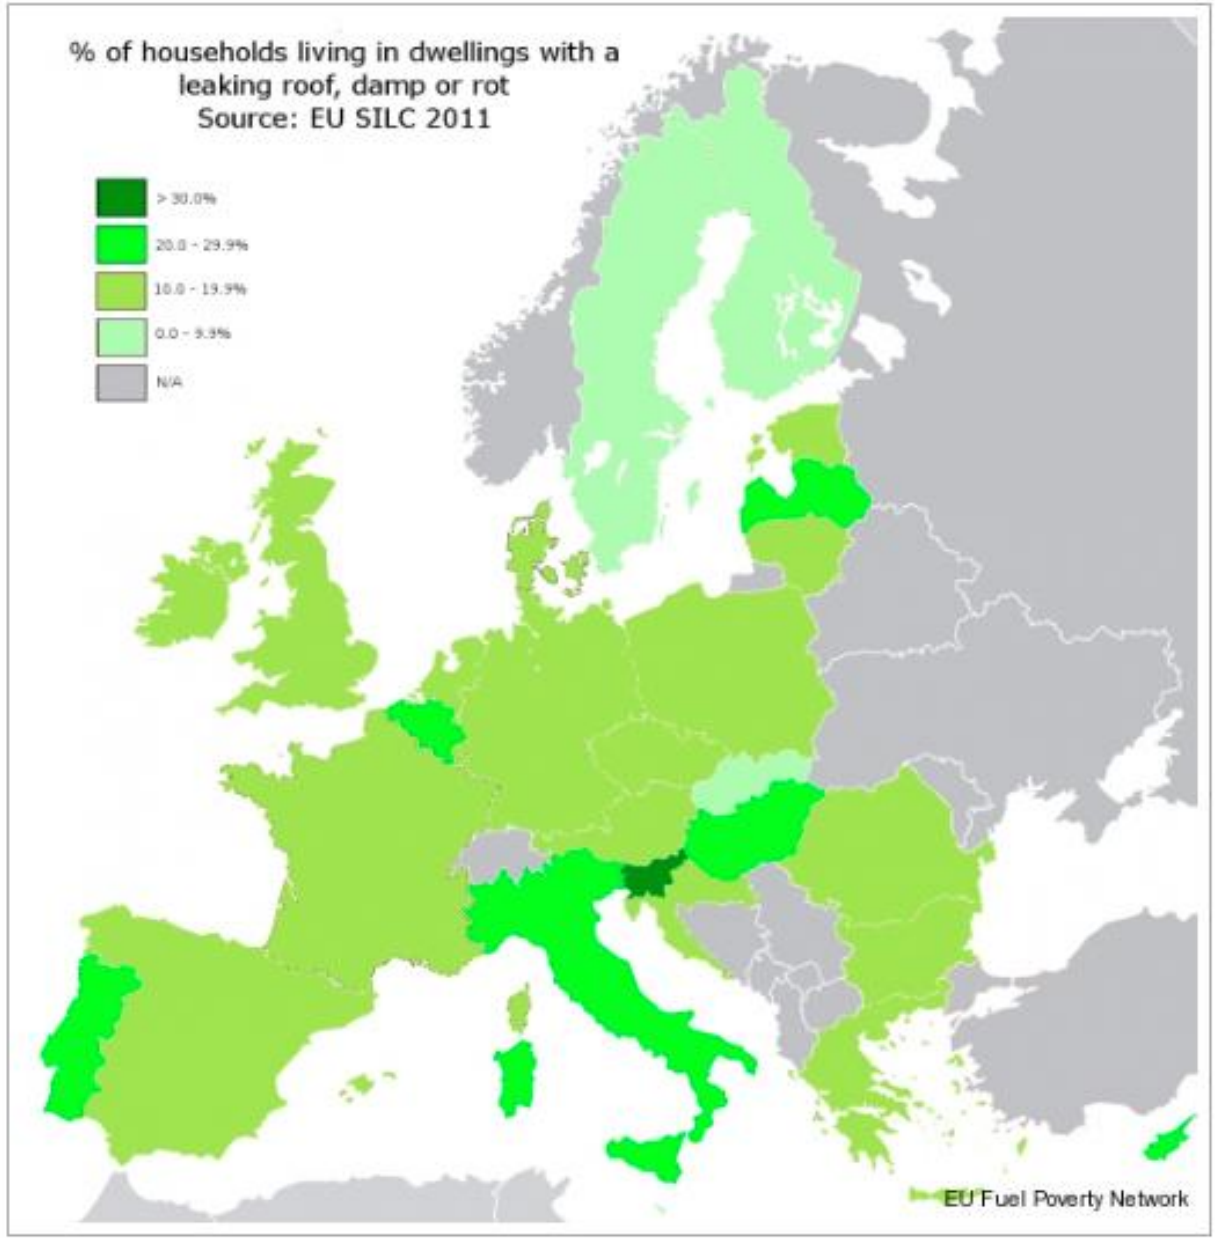 % of households living in dwellings with a
leaking roof, damp or rot
Source: EU SILC 2011
> 30.0%
20.0 - 29.9%
10.0 - 19.9%
0.0 - 9.9%
N/A
EU Fuel Poverty Network